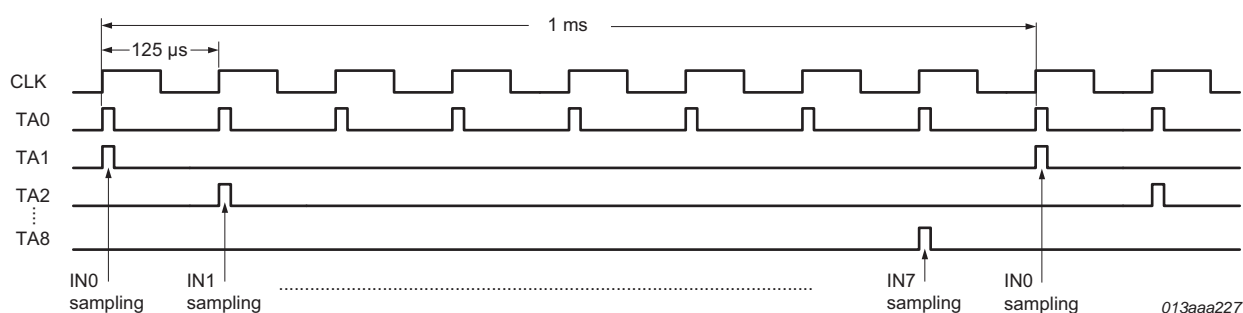 1 ms
125 µs
CLK
TA0
TA1
TA2
TA8
IN0
sampling
IN1
sampling
IN7
sampling
IN0
sampling
013aaa227